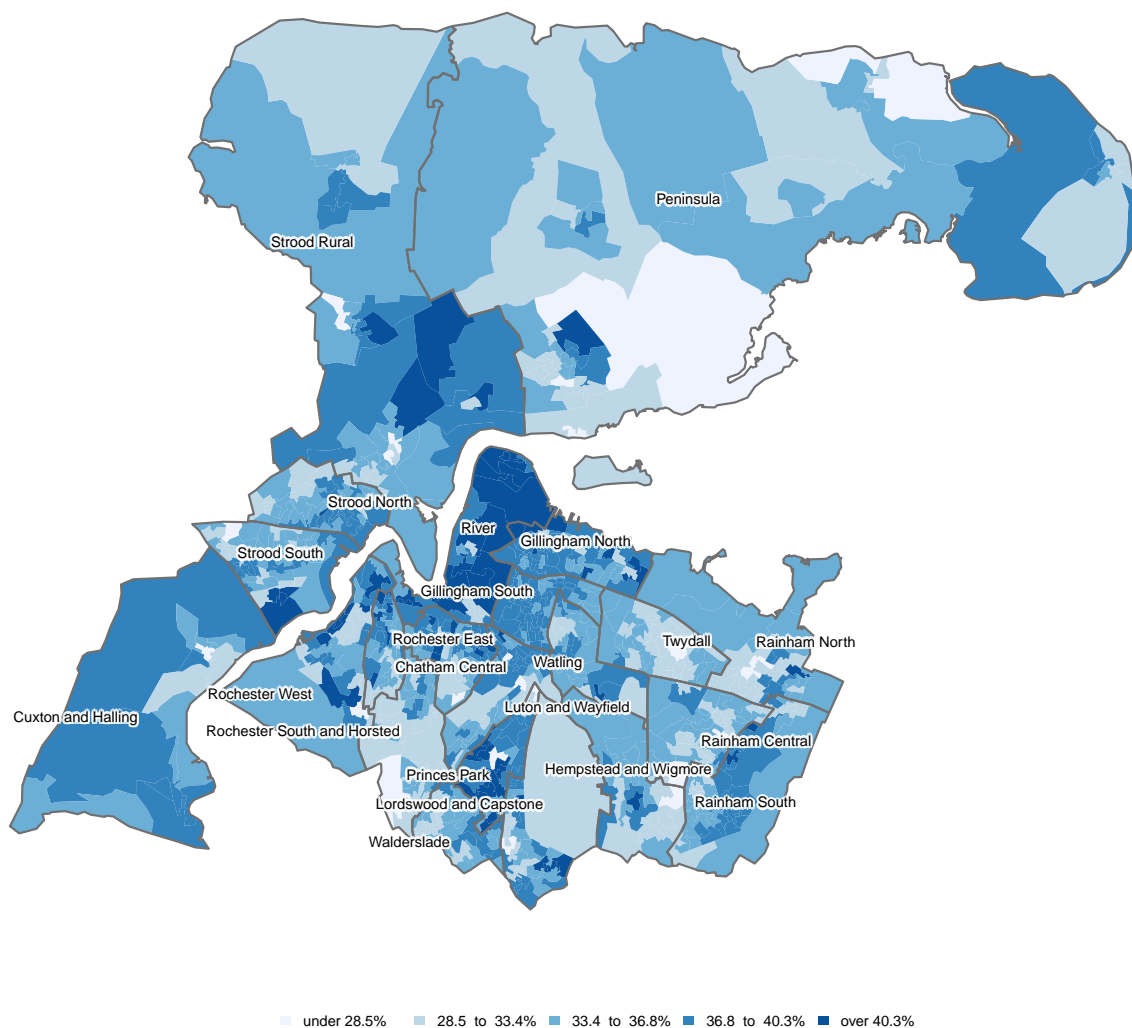 Peninsula
Strood Rural
Strood North
River
Gillingham North
Strood South
Gillingham South
Rochester East
Twydall
Rainham North
Chatham Central
Watling
Rochester West
Luton and Wayfield
Cuxton and Halling
Rochester South and Horsted
Rainham Central
Princes Park
Hempstead and Wigmore
Lordswood and Capstone
Rainham South
Walderslade
under 28.5% 28.5 to 33.4% 33.4 to 36.8% 36.8 to 40.3% over 40.3%